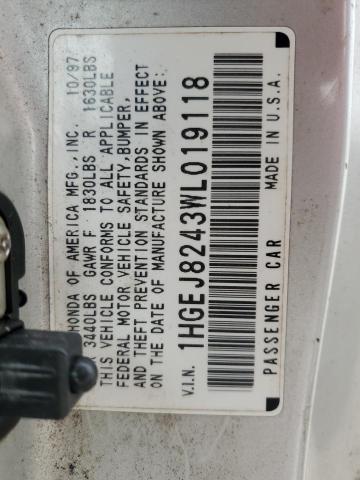 HONDA OF AMERICA MFG.,INC. 10/97
R 3440LBS GAWR F 1830LBS R 1630LBS
THIS VEHICLE CONFORMS TO ALL APPLICABLE
FEDERAL MOTOR VEHICLE SAFETY,BUMPER,
AND THEFT PREVENTION STANDARDS IN EFFECT
ON THE DATE OF MANUFACTURE SHOWN ABOVE:
V.I.N. 1HGEJ8243WL019118
PASSENGER CAR MADE IN U.S.A.